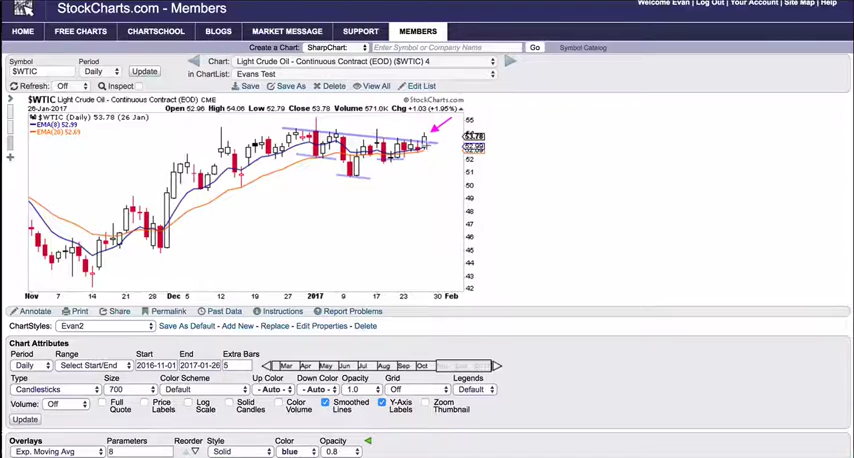 StockCharts.com - Members
Welcome Evan | Log Out | Your Account | Site Map | Help
HOME FREE CHARTS CHARTSCHOOL BLOGS MARKET MESSAGE SUPPORT MEMBERS
Create a Chart: SharpChart: Enter Symbol or Company Name Go Symbol Catalog
Symbol Period Chart: Light Crude Oil - Continuous Contract (EOD) ($WTIC) 4
$WTIC Daily Update in ChartList: Evans Test
Refresh: Off Inspect Save Save As Delete View All Edit List
$WTIC Light Crude Oil - Continuous Contract (EOD) CME © StockCharts.com
26-Jan-2017 Open 52.96 High 54.06 Low 52.79 Close 53.78 Volume 571.0K Chg +1.03 (+1.95%)
$WTIC (Daily) 53.78 (26 Jan)
EMA(8) 52.99
EMA(20) 52.69
55
54
53.78
52.99
52
51
50
49
48
47
46
45
44
43
42
Nov 7 14 21 28 Dec 5 12 19 27 2017 9 17 23 30 Feb
Annotate Print Share Permalink Past Data Instructions Report Problems
ChartStyles: Evan2 Save As Default - Add New - Replace - Edit Properties - Delete
Chart Attributes
Period Range Start End Extra Bars
Daily Select Start/End 2016-11-01 2017-01-26 5 Mar Apr May Jun Jul Aug Sep Oct
Type Size Color Scheme Up Color Down Color Opacity Grid Legends
Candlesticks 700 Default - Auto - - Auto - 1.0 Off Default
Volume: Off Full Quote Price Labels Log Scale Solid Candles Color Volume Smoothed Lines Y-Axis Labels Zoom Thumbnail
Update
Overlays Parameters Reorder Style Color Opacity
Exp. Moving Avg 8 Solid blue 0.8